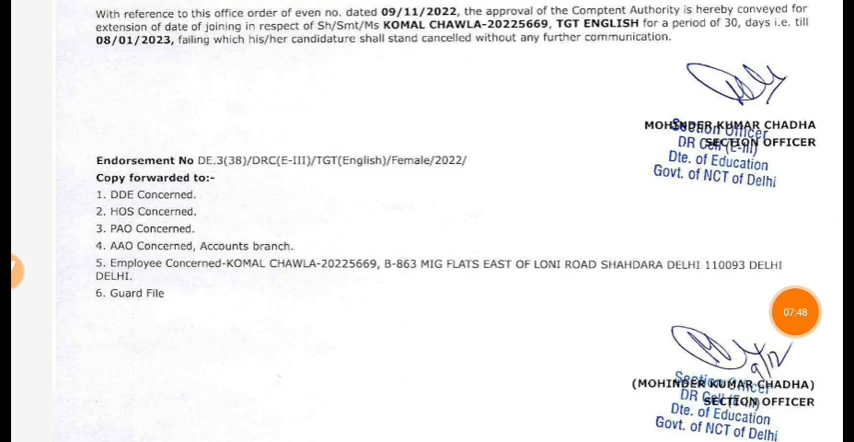 With reference to this office order of even no. dated 09/11/2022, the approval of the Comptent Authority is hereby conveyed for
extension of date of joining in respect of Sh/Smt/Ms KOMAL CHAWLA-20225669, TGT ENGLISH for a period of 30, days i.e. till
08/01/2023, failing which his/her candidature shall stand cancelled without any further communication.
MOHINDER KUMAR CHADHA
Section Officer
SECTION OFFICER
DR Cell (E-III)
Dte. of Education
Govt. of NCT of Delhi
Endorsement No DE.3(38)/DRC(E-III)/TGT(English)/Female/2022/
Copy forwarded to:-
1. DDE Concerned.
2. HOS Concerned.
3. PAO Concerned.
4. AAO Concerned, Accounts branch.
5. Employee Concerned-KOMAL CHAWLA-20225669, B-863 MIG FLATS EAST OF LONI ROAD SHAHDARA DELHI 110093 DELHI
DELHI.
6. Guard File
07:48
9/12
(MOHINDER KUMAR CHADHA)
Section Officer
SECTION OFFICER
DR Cell (E-III)
Dte. of Education
Govt. of NCT of Delhi